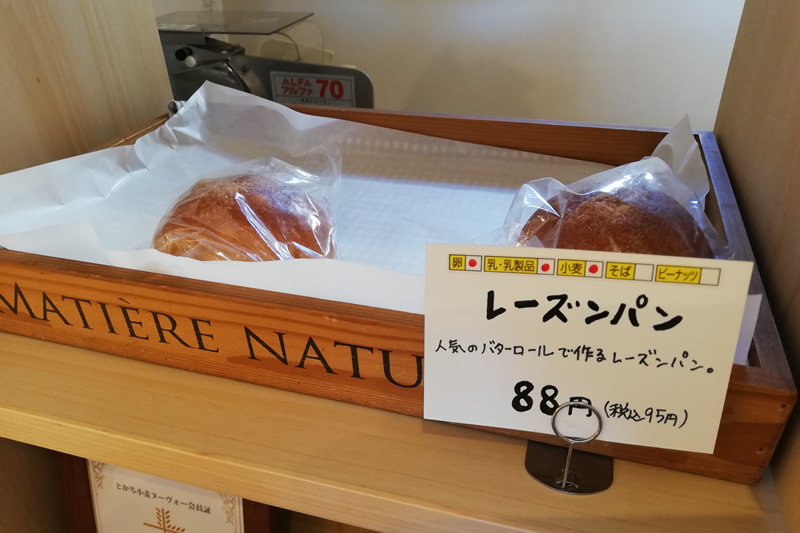 ALFA
アルファ 70
卵 乳・乳製品 小麦 そば ピーナッツ
レーズンパン
人気のバターロールで作るレーズンパン。
88円 (税込95円)
MATIÈRE NATU
とかち小麦ヌーヴォー会員証